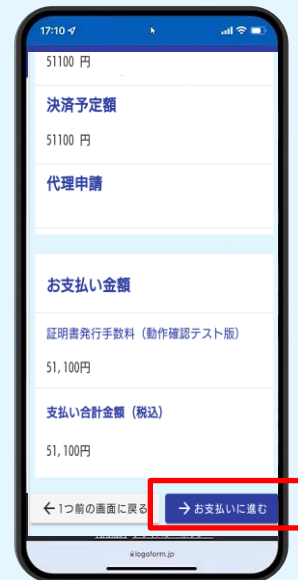 17:10
51100 円
決済予定額
51100 円
代理申請
お支払い金額
証明書発行手数料（動作確認テスト版）
51,100円
支払い合計金額（税込）
51,100円
←1つ前の画面に戻る
→お支払いに進む
logoform.jp